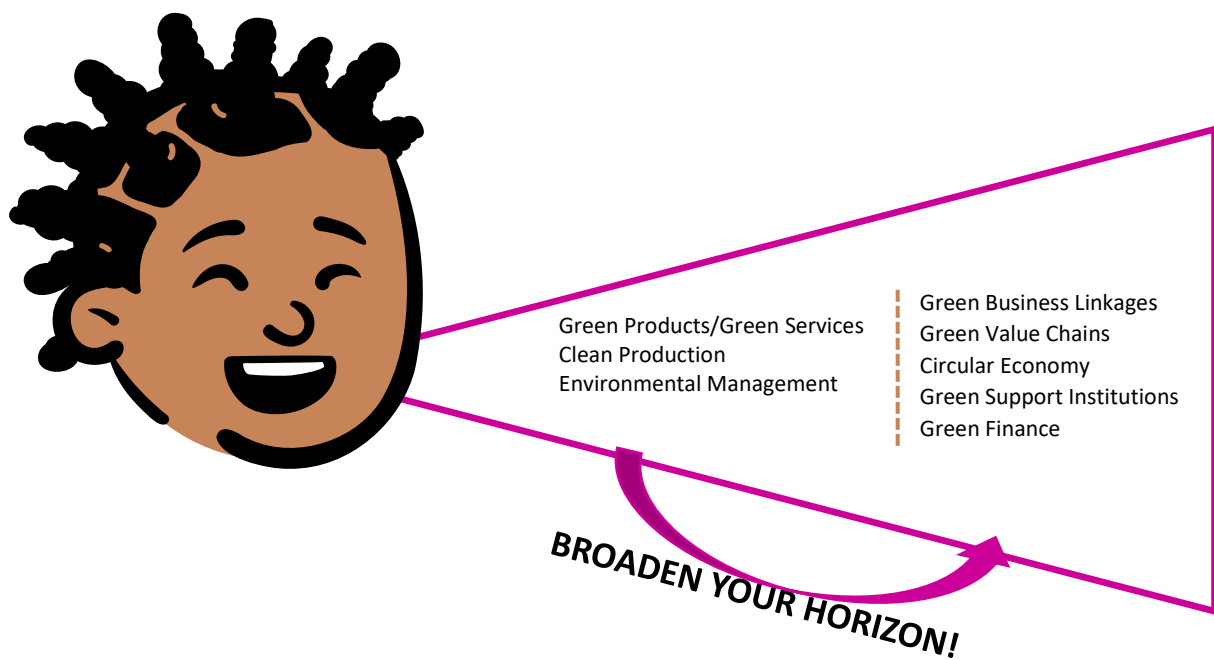 Green Products/Green Services
Clean Production
Environmental Management
Green Business Linkages
Green Value Chains
Circular Economy
Green Support Institutions
Green Finance
BROADEN YOUR HORIZON!